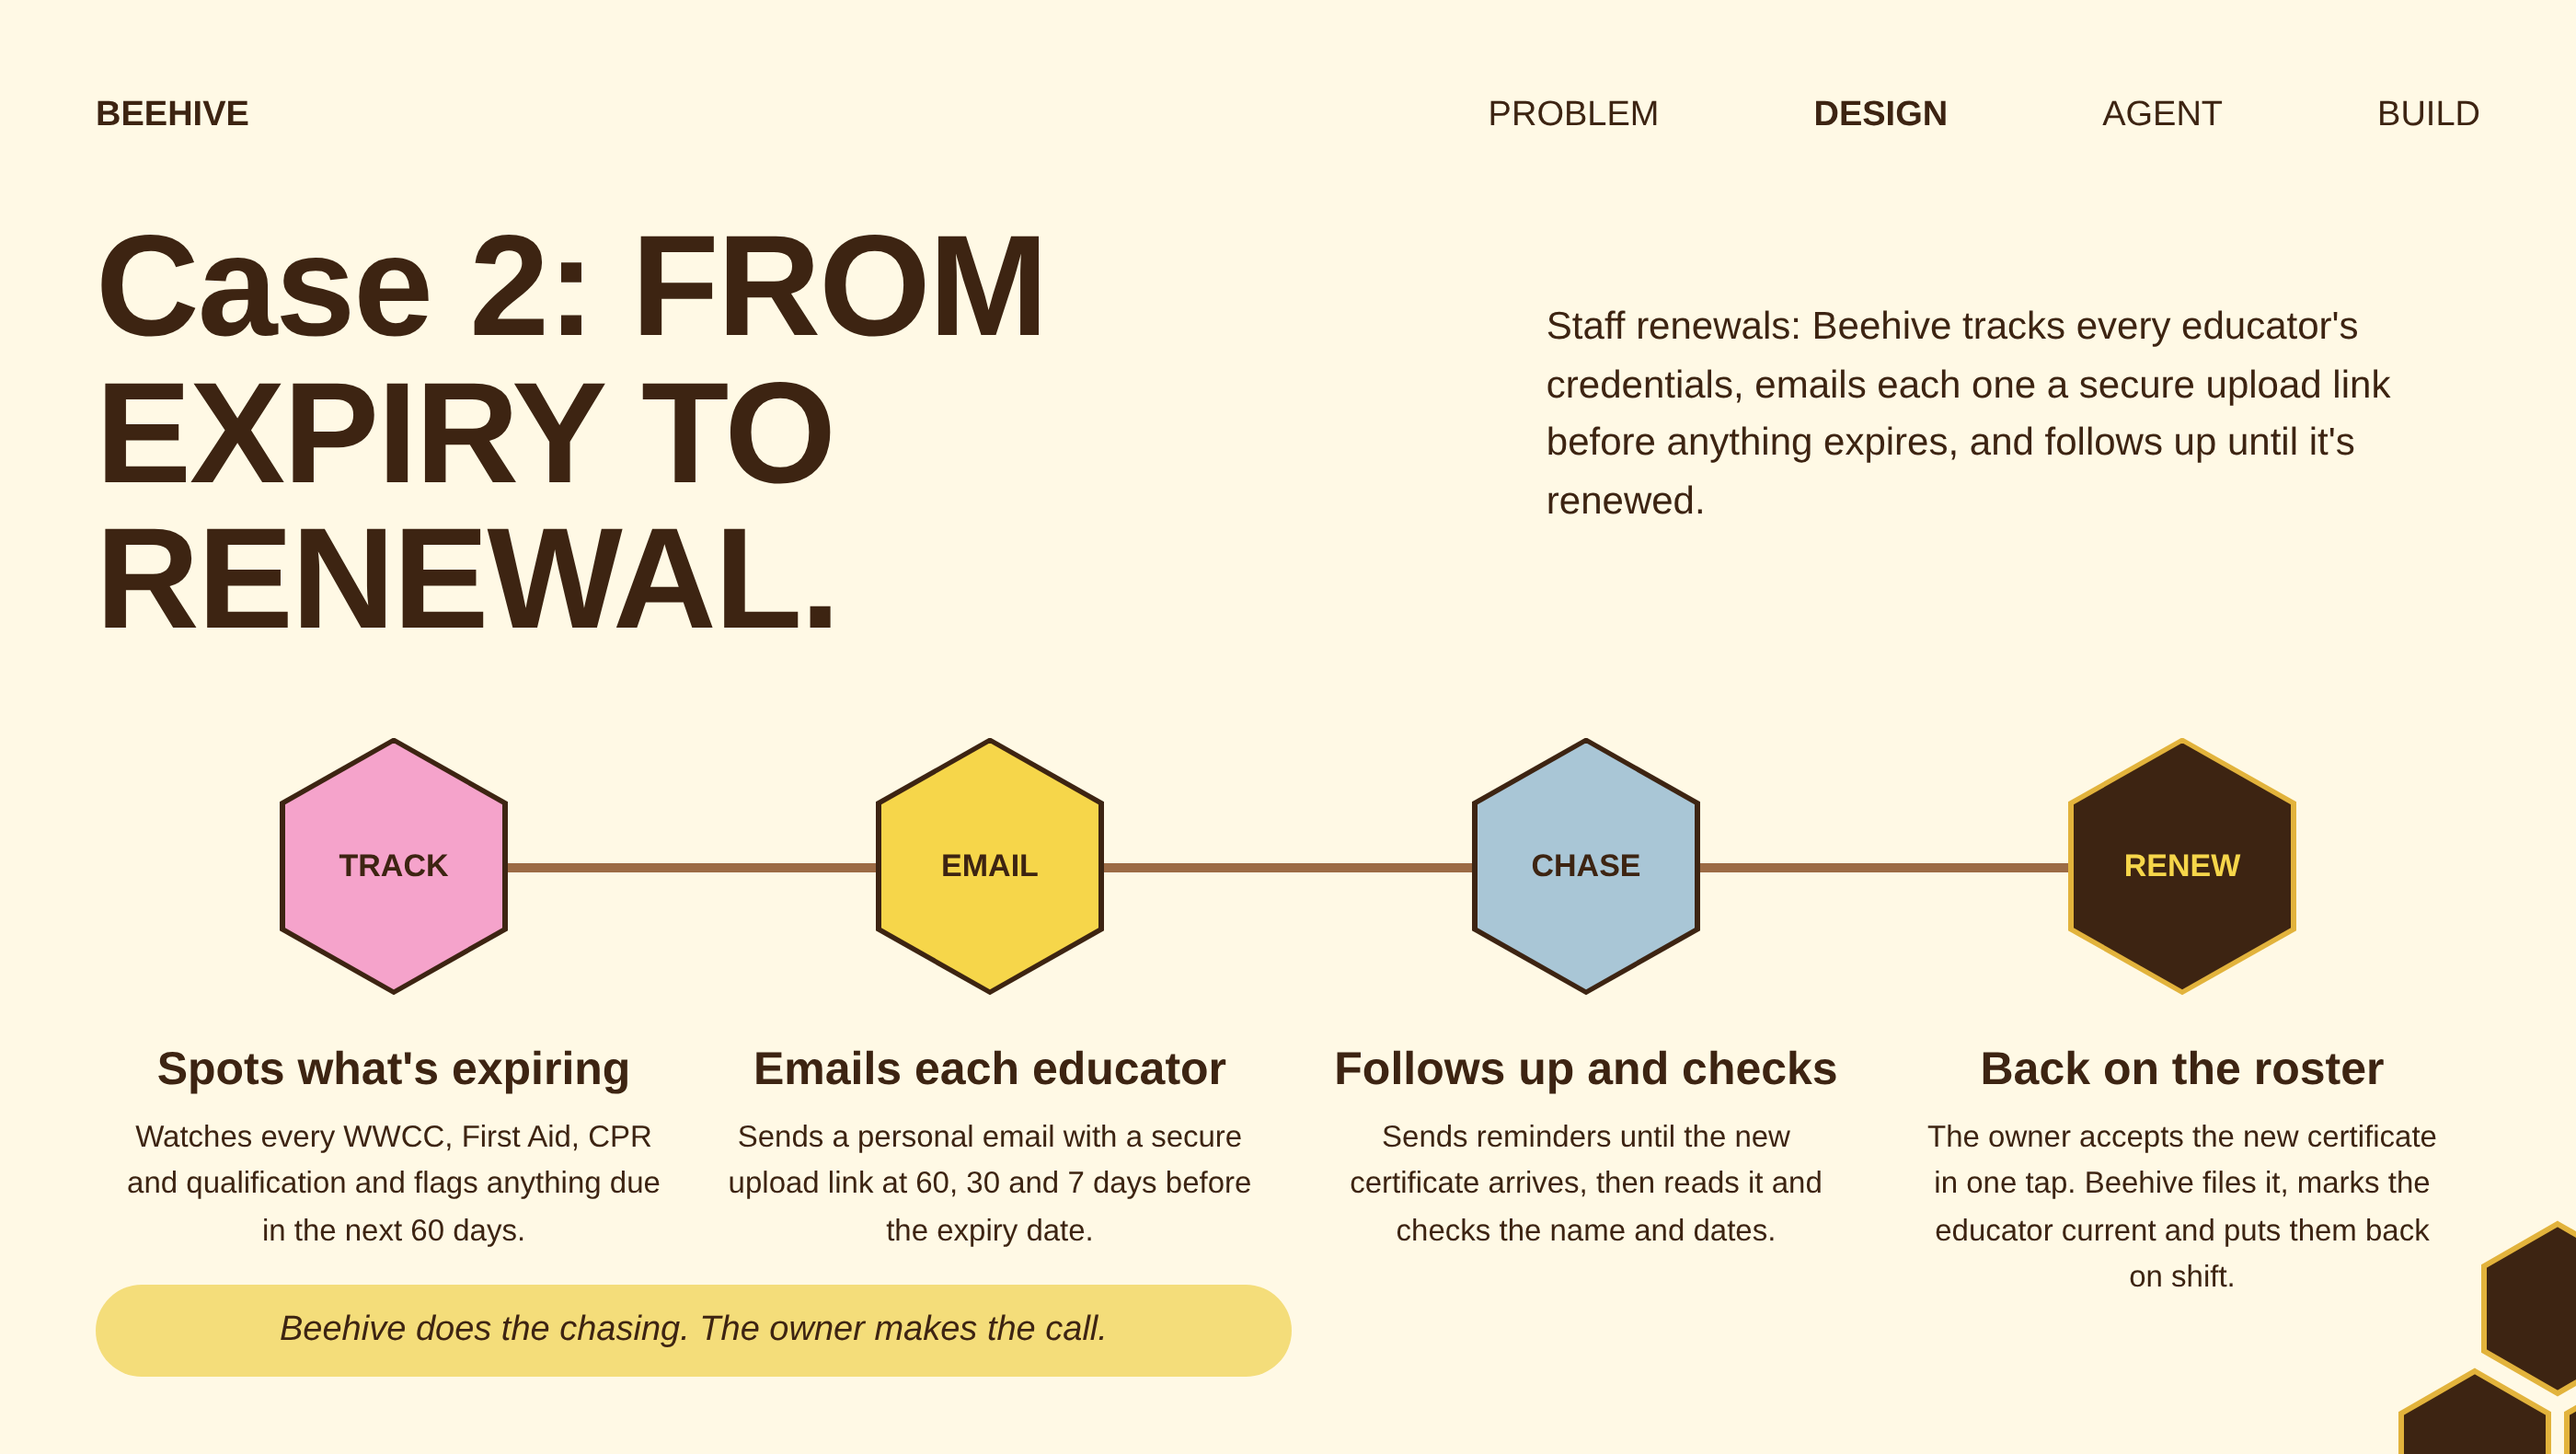 BEEHIVE
PROBLEM DESIGN AGENT BUILD
Case 2: FROM
EXPIRY TO
RENEWAL.
Staff renewals: Beehive tracks every educator's
credentials, emails each one a secure upload link
before anything expires, and follows up until it's
renewed.
TRACK
EMAIL
CHASE
RENEW
Spots what's expiring
Watches every WWCC, First Aid, CPR
and qualification and flags anything due
in the next 60 days.
Emails each educator
Sends a personal email with a secure
upload link at 60, 30 and 7 days before
the expiry date.
Follows up and checks
Sends reminders until the new
certificate arrives, then reads it and
checks the name and dates.
Back on the roster
The owner accepts the new certificate
in one tap. Beehive files it, marks the
educator current and puts them back
on shift.
Beehive does the chasing. The owner makes the call.